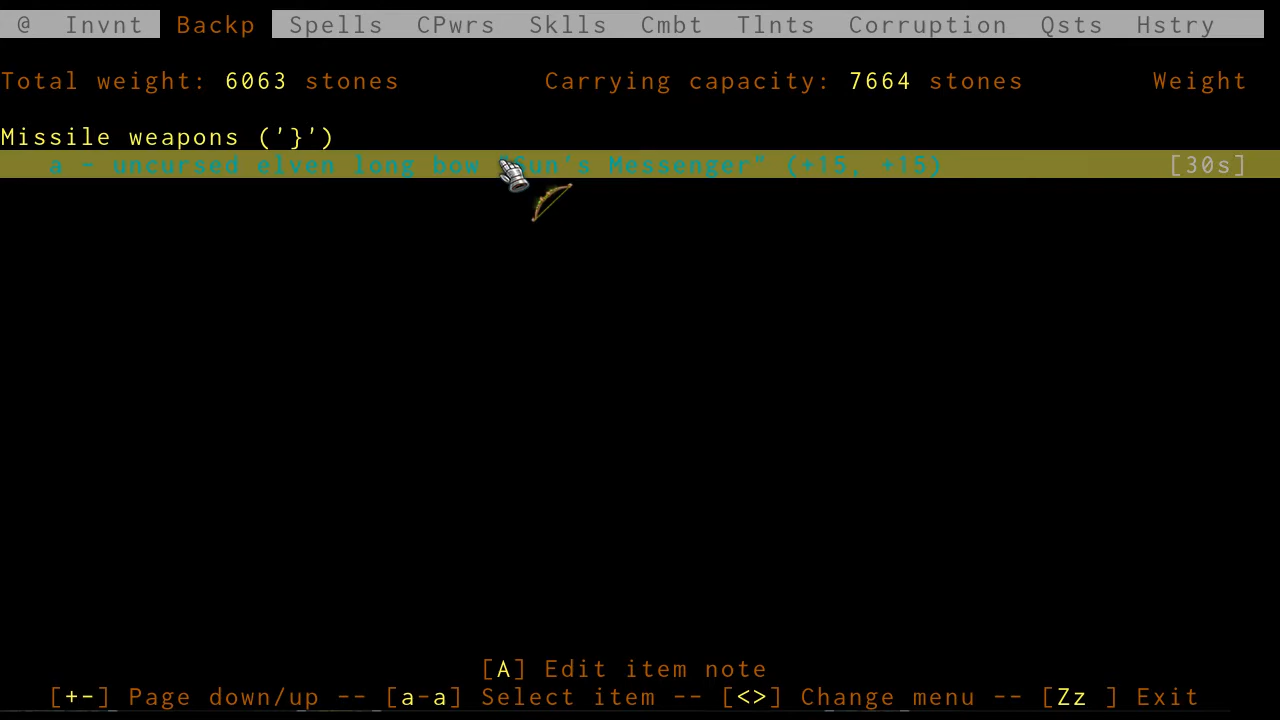 @ Invnt Backp Spells CPwrs Sklls Cmbt Tlnts Corruption Qsts Hstry
Total weight: 6063 stones Carrying capacity: 7664 stones Weight
Missile weapons ('}')
a - uncursed elven long bow "Sun's Messenger" (+15, +15) [30s]
[A] Edit item note
[+-] Page down/up -- [a-a] Select item -- [<>] Change menu -- [Zz ] Exit